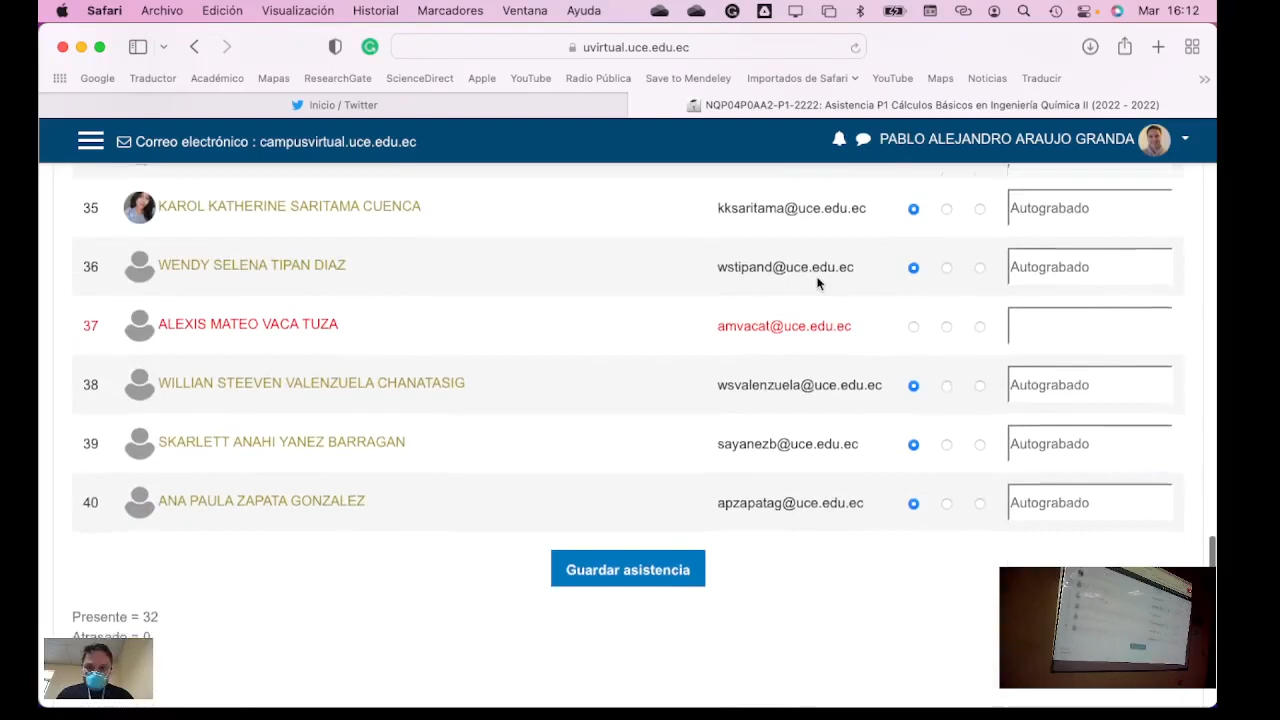 Safari Archivo Edición Visualización Historial Marcadores Ventana Ayuda Mar 16:12
uvirtual.uce.edu.ec
Google Traductor Académico Mapas ResearchGate ScienceDirect Apple YouTube Radio Pública Save to Mendeley Importados de Safari YouTube Maps Noticias Traducir
Inicio / Twitter NQP04P0AA2-P1-2222: Asistencia P1 Cálculos Básicos en Ingeniería Química II (2022 - 2022)
Correo electrónico : campusvirtual.uce.edu.ec PABLO ALEJANDRO ARAUJO GRANDA
35 KAROL KATHERINE SARITAMA CUENCA kksaritama@uce.edu.ec Autograbado
36 WENDY SELENA TIPAN DIAZ wstipand@uce.edu.ec Autograbado
37 ALEXIS MATEO VACA TUZA amvacat@uce.edu.ec
38 WILLIAN STEEVEN VALENZUELA CHANATASIG wsvalenzuela@uce.edu.ec Autograbado
39 SKARLETT ANAHI YANEZ BARRAGAN sayanezb@uce.edu.ec Autograbado
40 ANA PAULA ZAPATA GONZALEZ apzapatag@uce.edu.ec Autograbado
Guardar asistencia
Presente = 32
Atrasado = 0